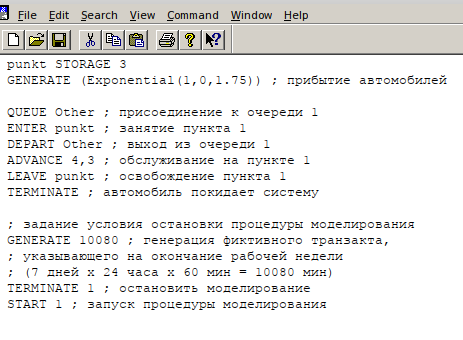 File Edit Search View Command Window Help
punkt STORAGE 3
GENERATE (Exponential(1,0,1.75)) ; прибытие автомобилей
QUEUE Other ; присоединение к очереди 1
ENTER punkt ; занятие пункта 1
DEPART Other ; выход из очереди 1
ADVANCE 4,3 ; обслуживание на пункте 1
LEAVE punkt ; освобождение пункта 1
TERMINATE ; автомобиль покидает систему
; задание условия остановки процедуры моделирования
GENERATE 10080 ; генерация фиктивного транзакта,
; указывающего на окончание рабочей недели
; (7 дней x 24 часа x 60 мин = 10080 мин)
TERMINATE 1 ; остановить моделирование
START 1 ; запуск процедуры моделирования